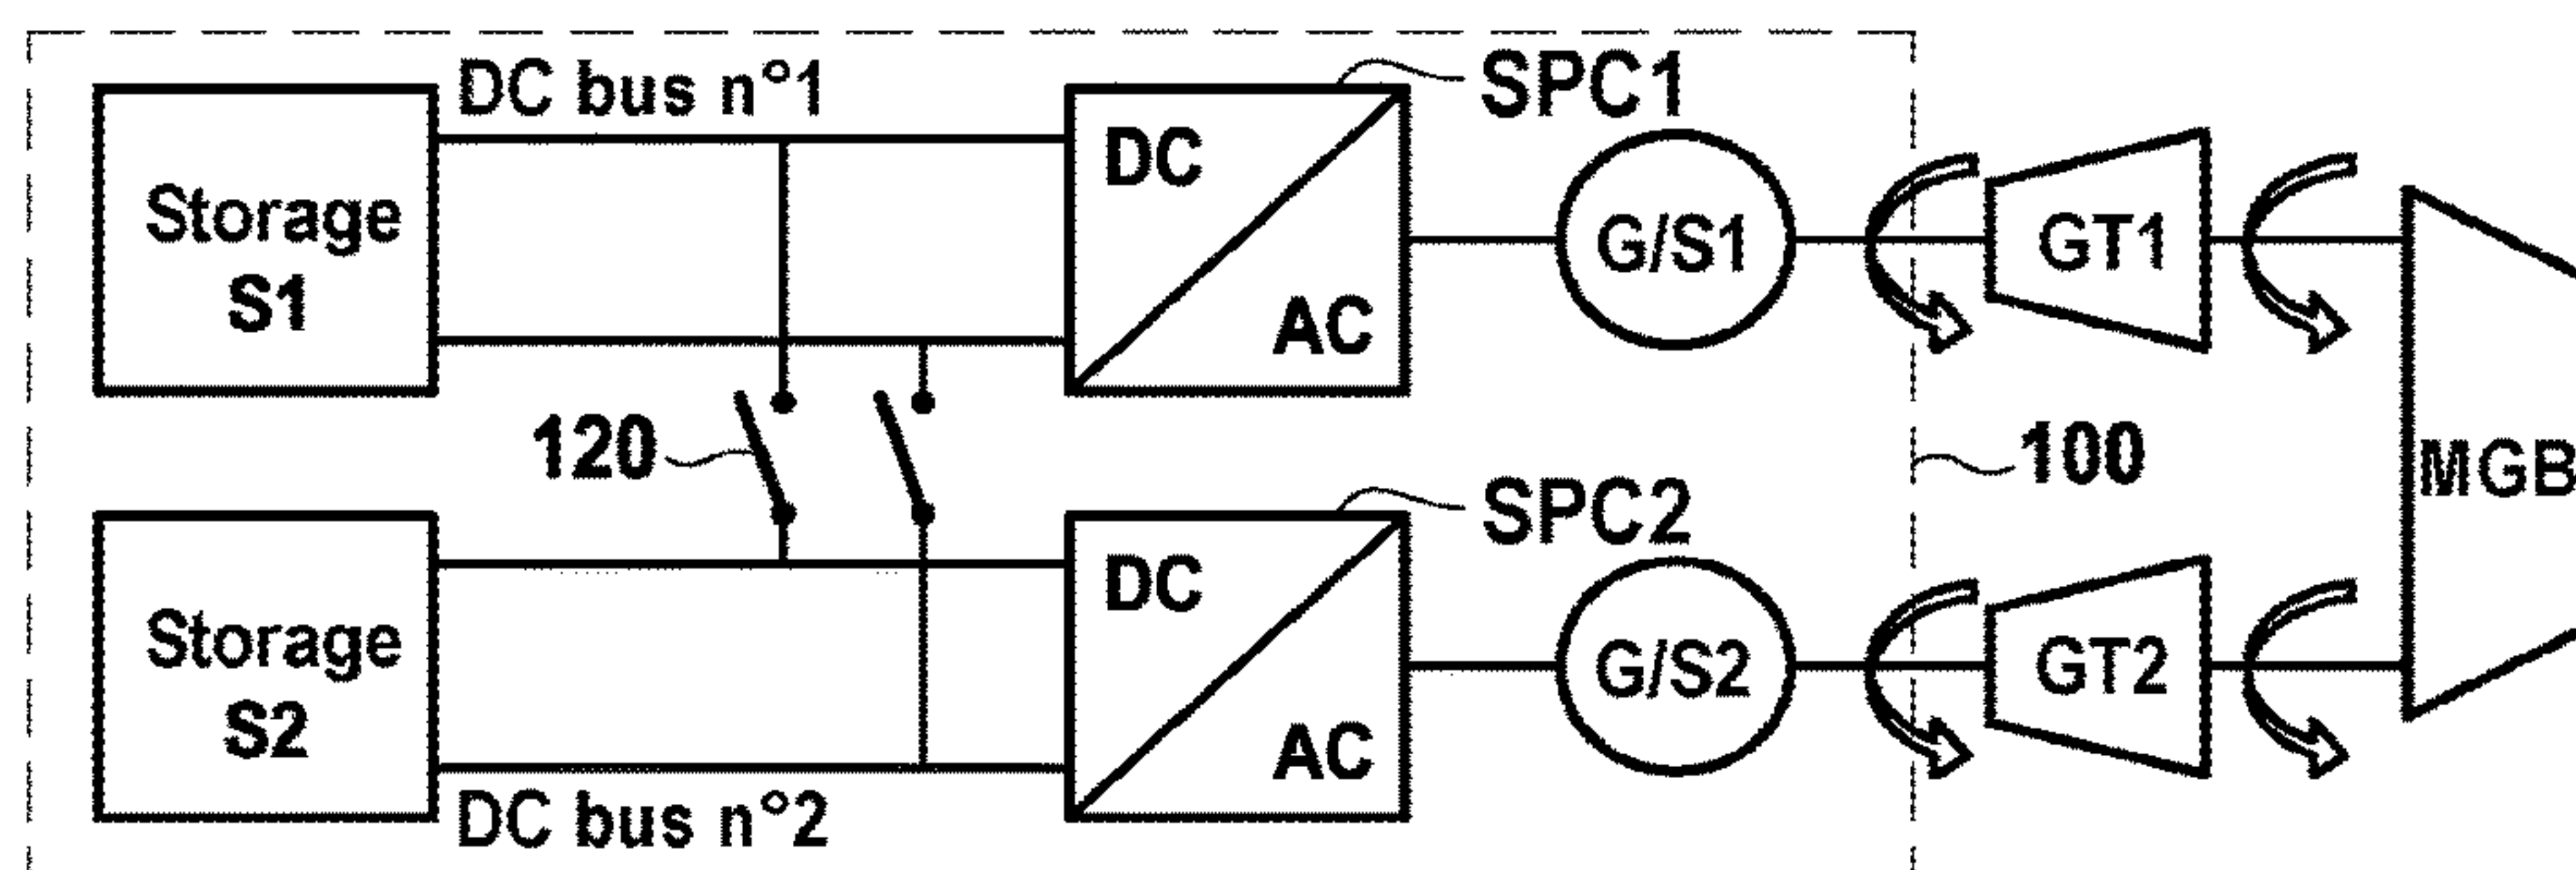 DC bus n°1
SPC1
Storage
S1
DC
AC
G/S1
GT1
120
100
MGB
SPC2
Storage
S2
DC
AC
G/S2
GT2
DC bus n°2